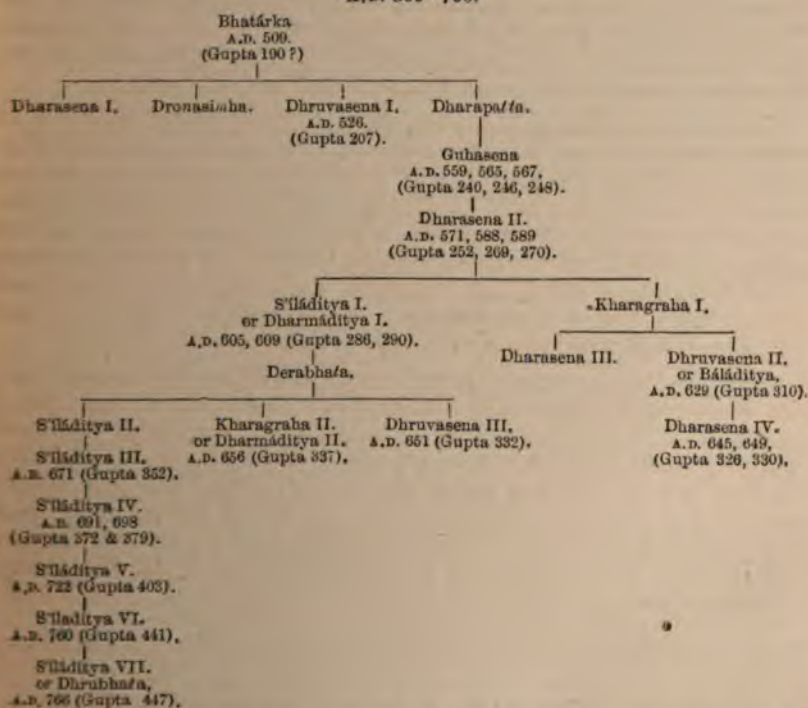 Bhatárka
A.D. 509.
(Gupta 190 ?)
Dharasena I. Dronasimha. Dhruvasena I. Dharapatta.
A.D. 526.
(Gupta 207).
Guhasena
A.D. 559, 565, 567,
(Gupta 240, 246, 248).
Dharasena II.
A.D. 571, 588, 589
(Gupta 252, 269, 270).
S'íláditya I. Kharagraha I.
or Dharmáditya I.
A.D. 605, 609 (Gupta 286, 290).
Dharasena III. Dhruvasena II.
or Báláditya,
A.D. 629 (Gupta 310).
Derabhata.
S'íláditya II. Kharagraha II. Dhruvasena III. Dharasena IV.
or Dharmáditya II. A.D. 651 (Gupta 332). A.D. 645, 649,
A.D. 656 (Gupta 337). (Gupta 326, 330).
S'íláditya III.
A.D. 671 (Gupta 352).
S'íláditya IV.
A.D. 691, 698
(Gupta 372 & 379).
S'íláditya V.
A.D. 722 (Gupta 403).
S'íladitya VI.
A.D. 760 (Gupta 441).
S'íláditya VII.
or Dhrubhata,
A.D. 766 (Gupta 447).